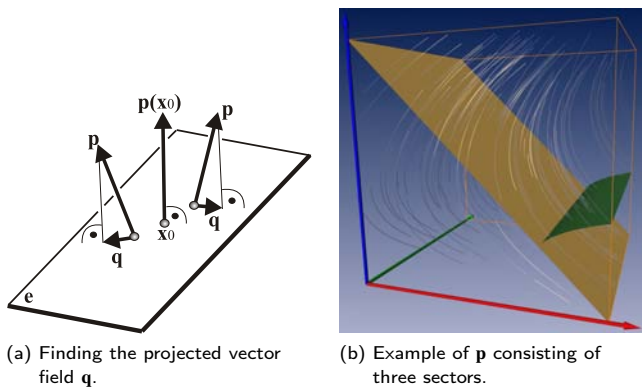 p(x₀)
p
p
q
x₀
q
e
(a) Finding the projected vector
field q.
(b) Example of p consisting of
three sectors.